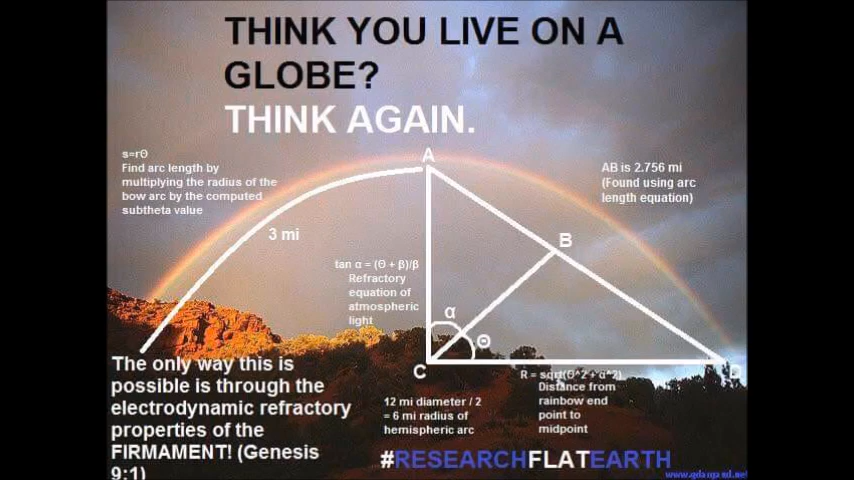 THINK YOU LIVE ON A
GLOBE?
THINK AGAIN.
s=rΘ
Find arc length by
multiplying the radius of the
bow arc by the computed
subtheta value
A
AB is 2.756 mi
(Found using arc
length equation)
3 mi
B
tan α = (Θ + β)/β
Refractory
equation of
atmospheric
light
α
Θ
C
D
The only way this is
possible is through the
electrodynamic refractory
properties of the
FIRMAMENT! (Genesis
9:1)
12 mi diameter / 2
= 6 mi radius of
hemispheric arc
R = sqrt(Θ^2 + α^2)
Distance from
rainbow end
point to
midpoint
#RESEARCHFLATEARTH